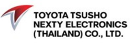 TOYOTA TSUSHO
NEXTY ELECTRONICS
(THAILAND) CO., LTD.